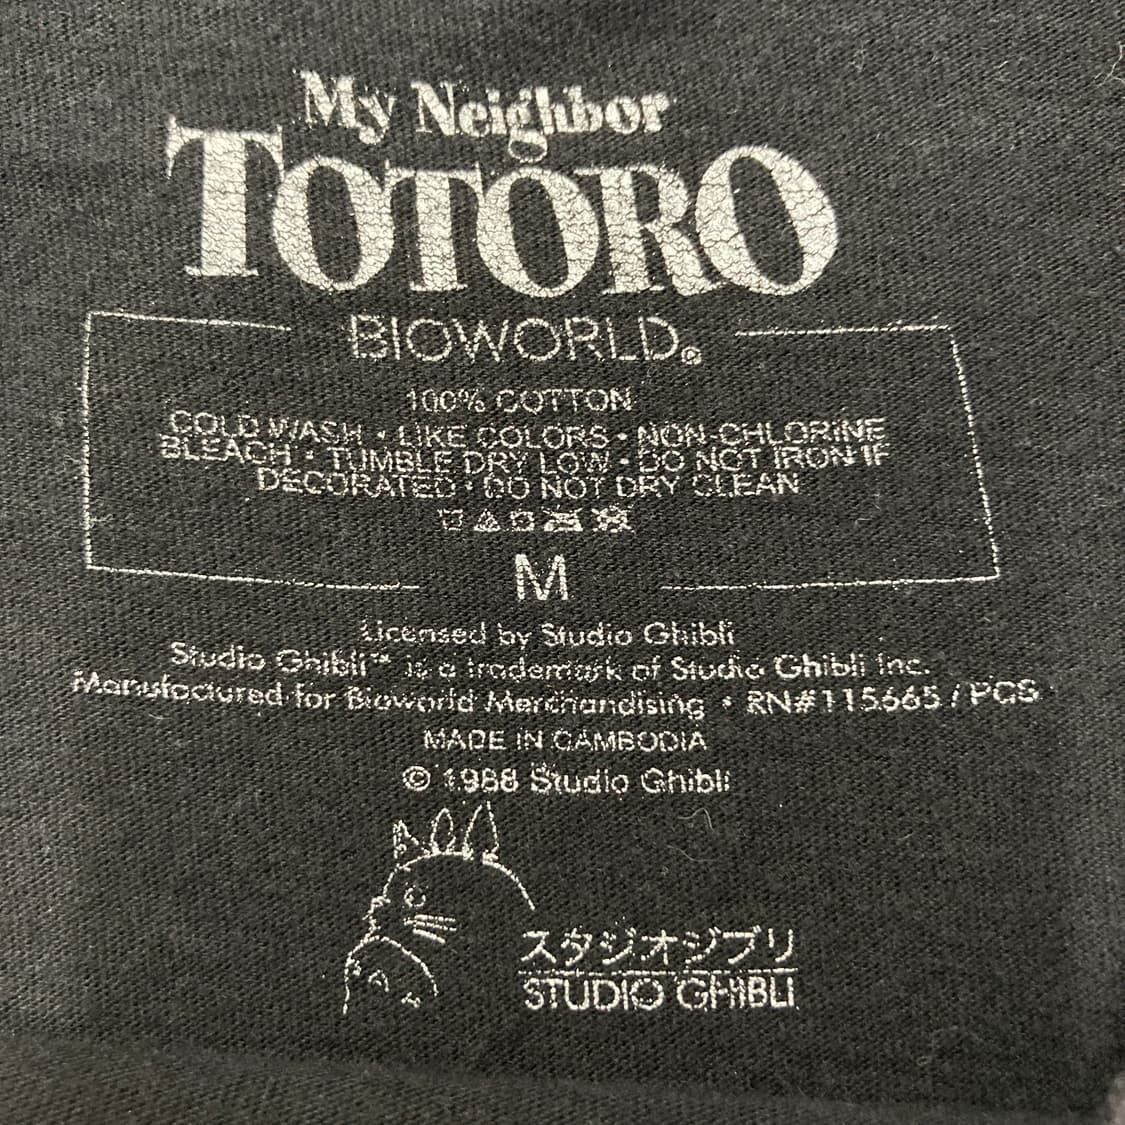 My Neighbor
TOTORO
BIOWORLD®
100% COTTON
COLD WASH • LIKE COLORS • NON-CHLORINE
BLEACH • TUMBLE DRY LOW • DO NOT IRON IF
DECORATED • DO NOT DRY CLEAN
M
Licensed by Studio Ghibli
Studio Ghibli™ is a trademark of Studio Ghibli Inc.
Manufactured for Bioworld Merchandising • RN#115665 / PGS
MADE IN CAMBODIA
© 1988 Studio Ghibli
スタジオジブリ
STUDIO GHIBLI